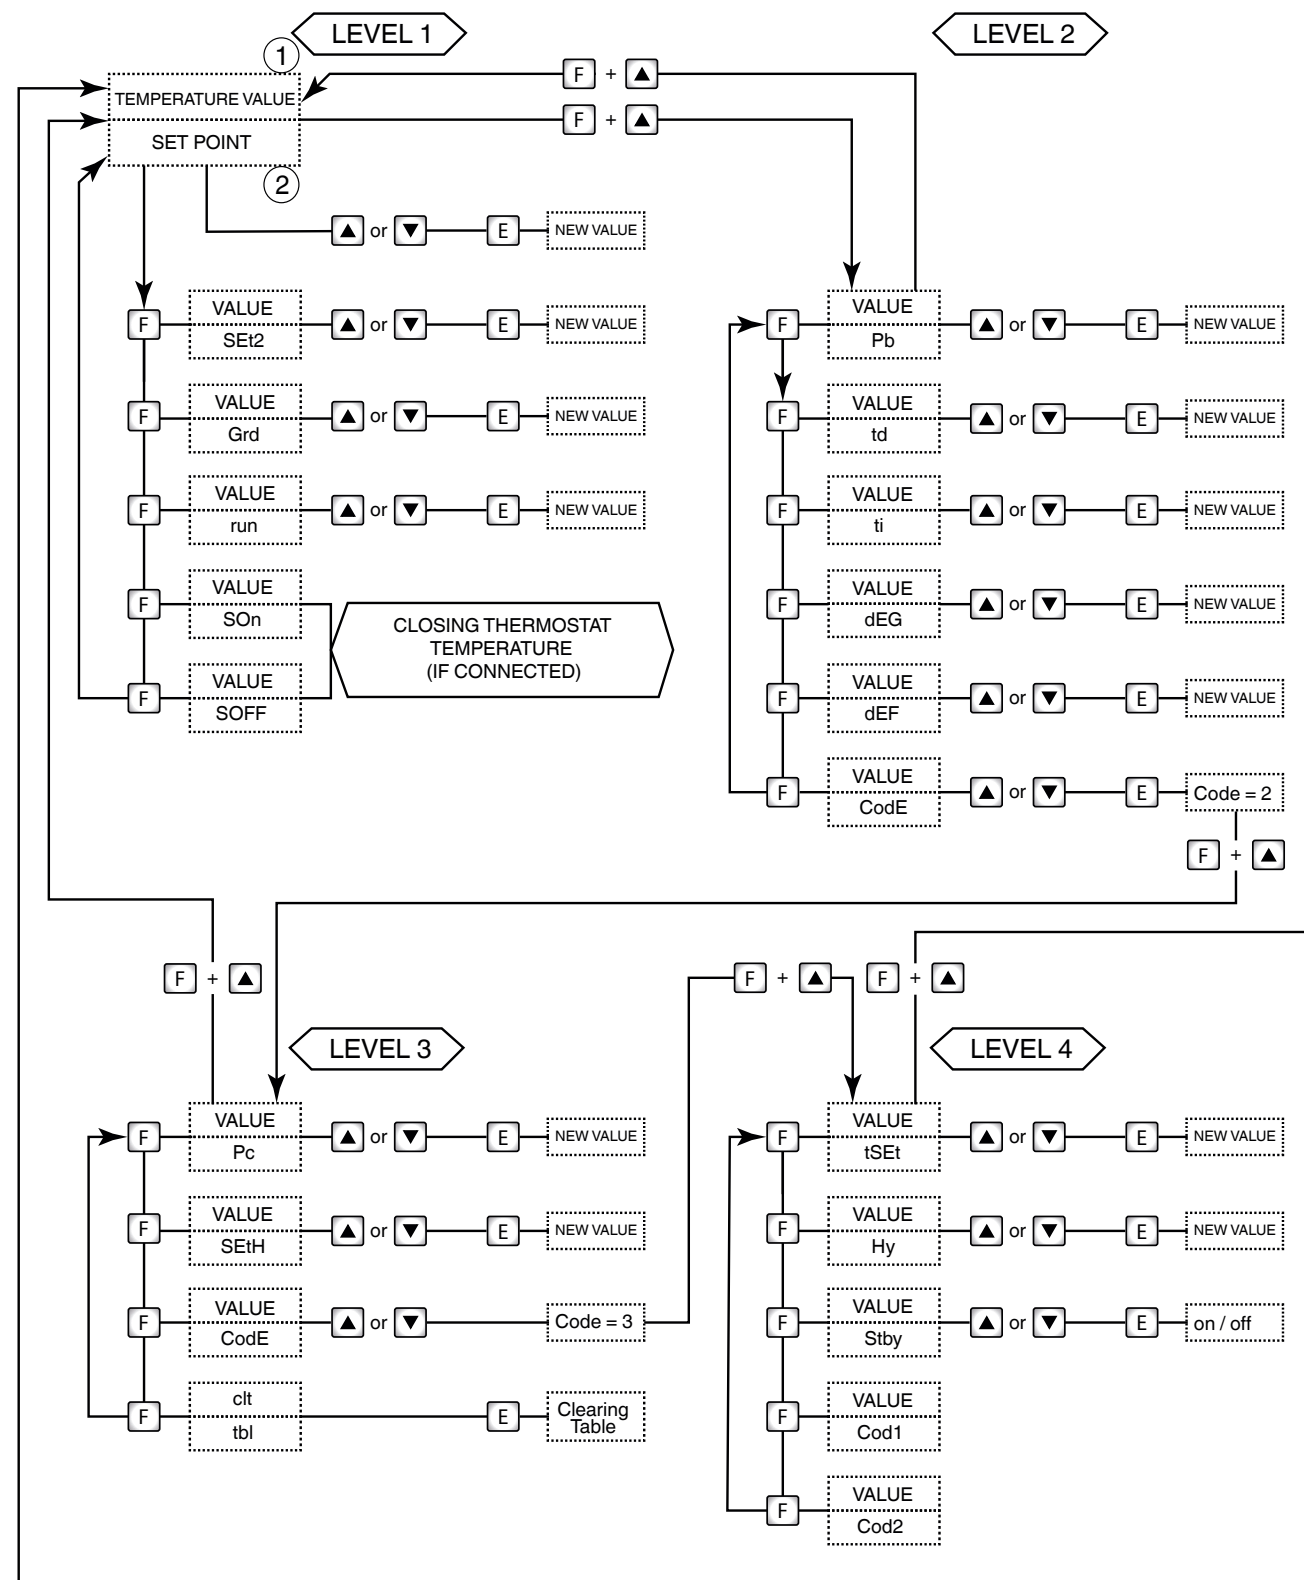 LEVEL 1
LEVEL 2
1
TEMPERATURE VALUE
SET POINT
2
F + ▲
F + ▲
▲ or ▼ E NEW VALUE
F VALUE SEt2 ▲ or ▼ E NEW VALUE
F VALUE Grd ▲ or ▼ E NEW VALUE
F VALUE run ▲ or ▼ E NEW VALUE
F VALUE SOn
F VALUE SOFF
CLOSING THERMOSTAT
TEMPERATURE
(IF CONNECTED)
F VALUE Pb ▲ or ▼ E NEW VALUE
F VALUE td ▲ or ▼ E NEW VALUE
F VALUE ti ▲ or ▼ E NEW VALUE
F VALUE dEG ▲ or ▼ E NEW VALUE
F VALUE dEF ▲ or ▼ E NEW VALUE
F VALUE CodE ▲ or ▼ E Code = 2
F + ▲
F + ▲
LEVEL 3
F VALUE Pc ▲ or ▼ E NEW VALUE
F VALUE SEtH ▲ or ▼ E NEW VALUE
F VALUE CodE ▲ or ▼ Code = 3
F clt tbl E Clearing Table
F + ▲
F + ▲
LEVEL 4
F VALUE tSEt ▲ or ▼ E NEW VALUE
F VALUE Hy ▲ or ▼ E NEW VALUE
F VALUE Stby ▲ or ▼ E on / off
F VALUE Cod1
F VALUE Cod2